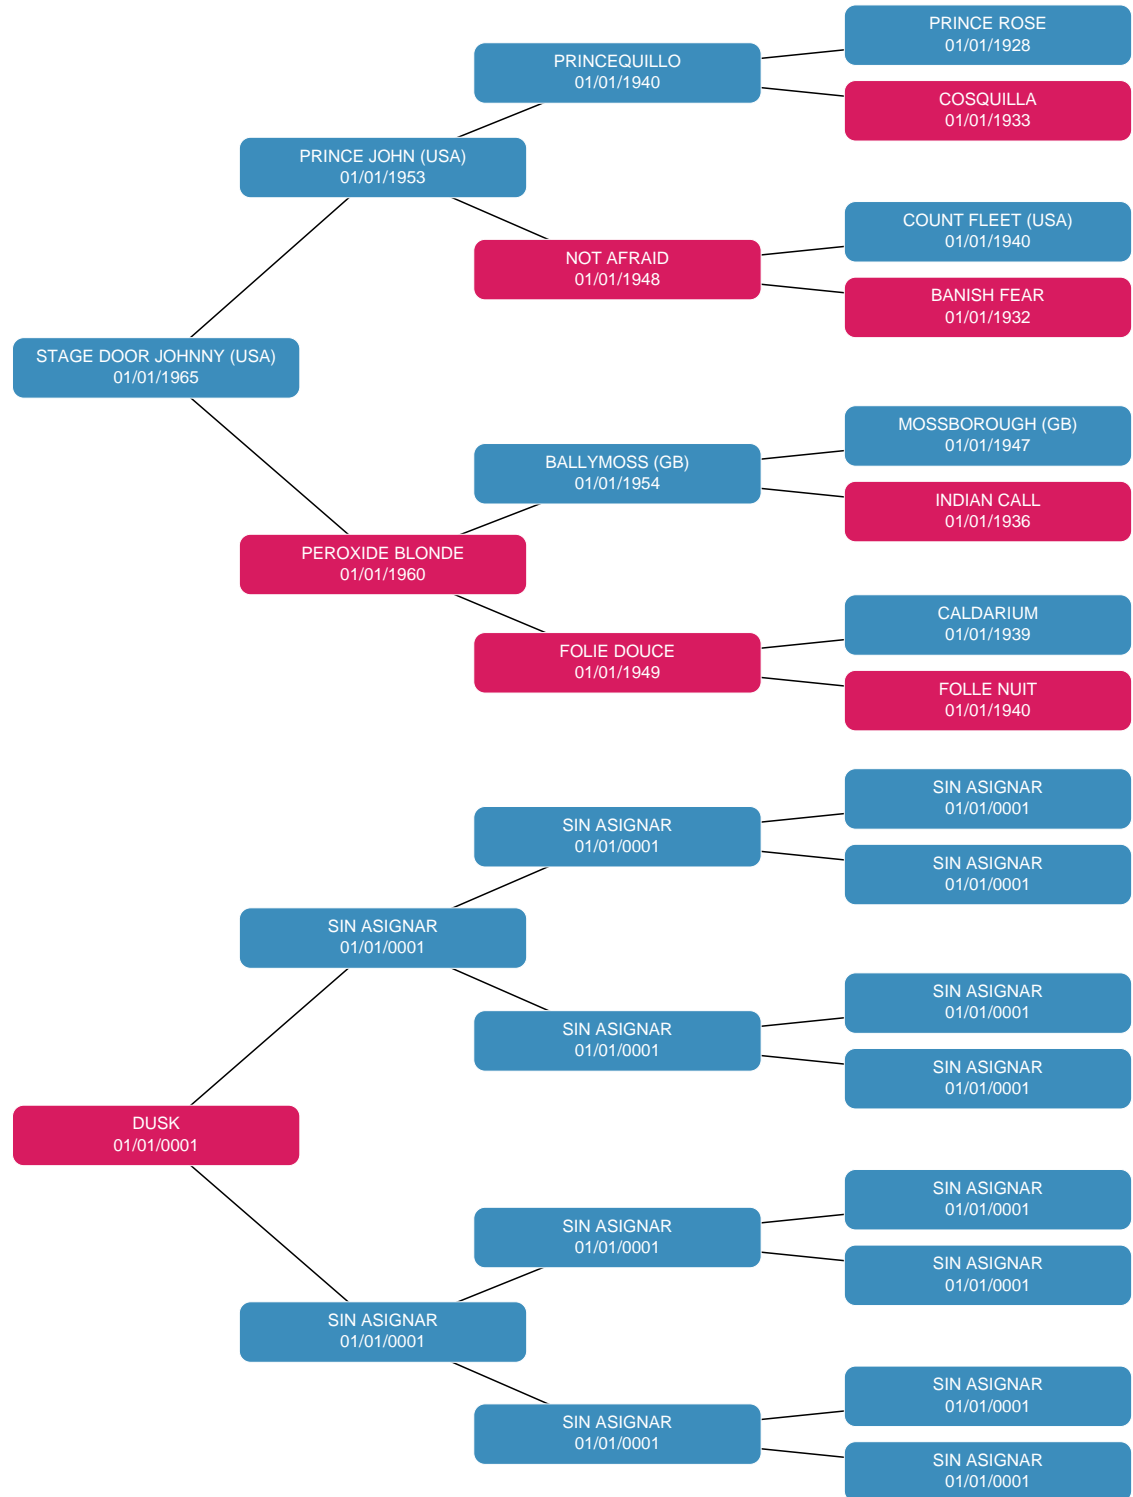 PRINCE ROSE
01/01/1928
PRINCEQUILLO
01/01/1940
COSQUILLA
01/01/1933
PRINCE JOHN (USA)
01/01/1953
COUNT FLEET (USA)
01/01/1940
NOT AFRAID
01/01/1948
BANISH FEAR
01/01/1932
STAGE DOOR JOHNNY (USA)
01/01/1965
MOSSBOROUGH (GB)
01/01/1947
BALLYMOSS (GB)
01/01/1954
INDIAN CALL
01/01/1936
PEROXIDE BLONDE
01/01/1960
CALDARIUM
01/01/1939
FOLIE DOUCE
01/01/1949
FOLLE NUIT
01/01/1940
SIN ASIGNAR
01/01/0001
SIN ASIGNAR
01/01/0001
SIN ASIGNAR
01/01/0001
SIN ASIGNAR
01/01/0001
SIN ASIGNAR
01/01/0001
SIN ASIGNAR
01/01/0001
SIN ASIGNAR
01/01/0001
DUSK
01/01/0001
SIN ASIGNAR
01/01/0001
SIN ASIGNAR
01/01/0001
SIN ASIGNAR
01/01/0001
SIN ASIGNAR
01/01/0001
SIN ASIGNAR
01/01/0001
SIN ASIGNAR
01/01/0001
SIN ASIGNAR
01/01/0001